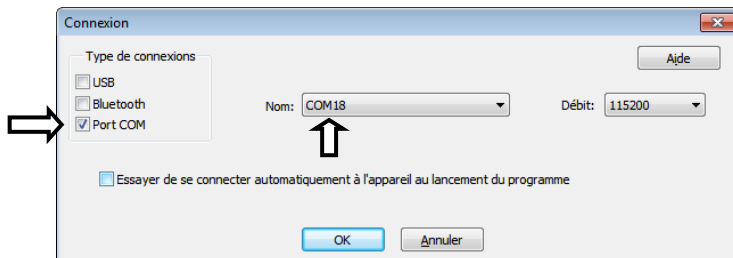 Connexion
Type de connexions
Aide
USB
Bluetooth
Nom: COM18
Débit: 115200
Port COM
Essayer de se connecter automatiquement à l'appareil au lancement du programme
OK
Annuler